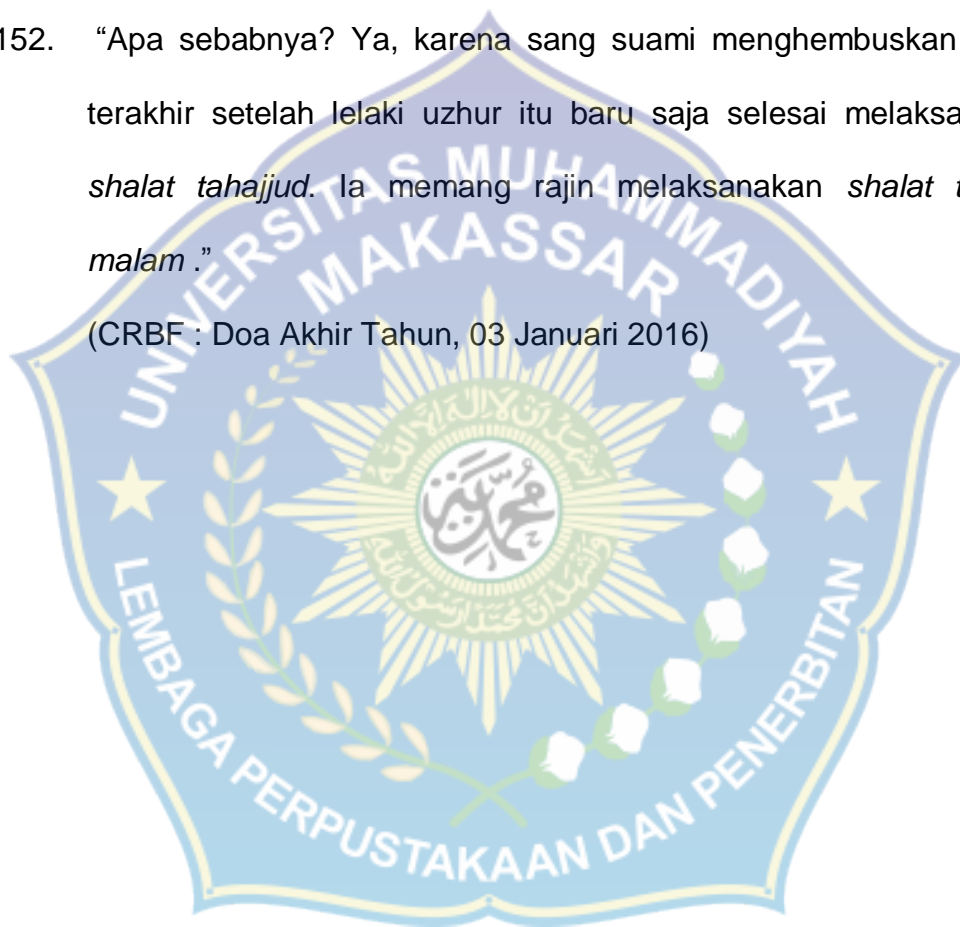 152. “Apa sebabnya? Ya, karena sang suami menghembuskan
terakhir setelah lelaki uzhur itu baru saja selesai melaksa
shalat tahajjud. Ia memang rajin melaksanakan shalat t
malam .”
(CRBF : Doa Akhir Tahun, 03 Januari 2016)
UNIVERSITAS MUHAMMADIYAH
MAKASSAR
LEMBAGA PERPUSTAKAAN DAN PENERBITAN